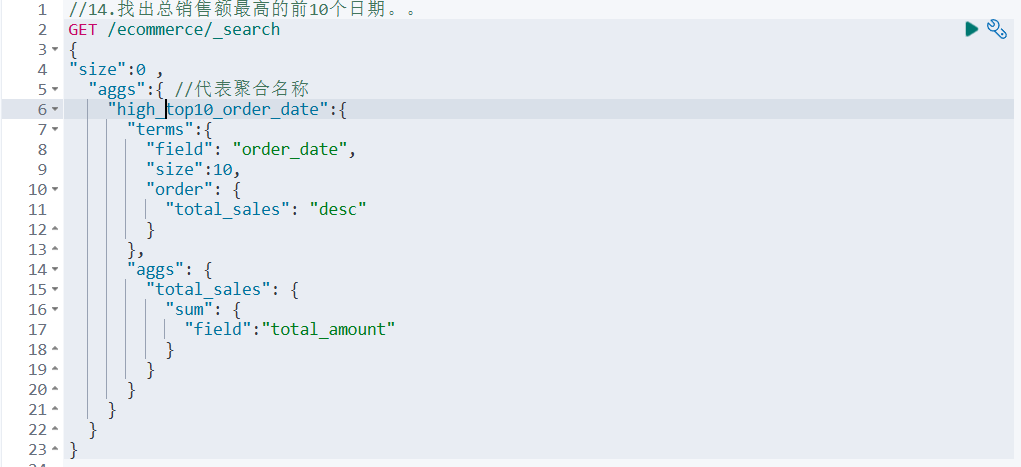 1 //14.找出总销售额最高的前10个日期。。
2 GET /ecommerce/_search
3 {
4 "size":0 ,
5 "aggs":{ //代表聚合名称
6 "high_top10_order_date":{
7 "terms":{
8 "field": "order_date",
9 "size":10,
10 "order": {
11 "total_sales": "desc"
12 }
13 },
14 "aggs": {
15 "total_sales": {
16 "sum": {
17 "field":"total_amount"
18 }
19 }
20 }
21 }
22 }
23 }